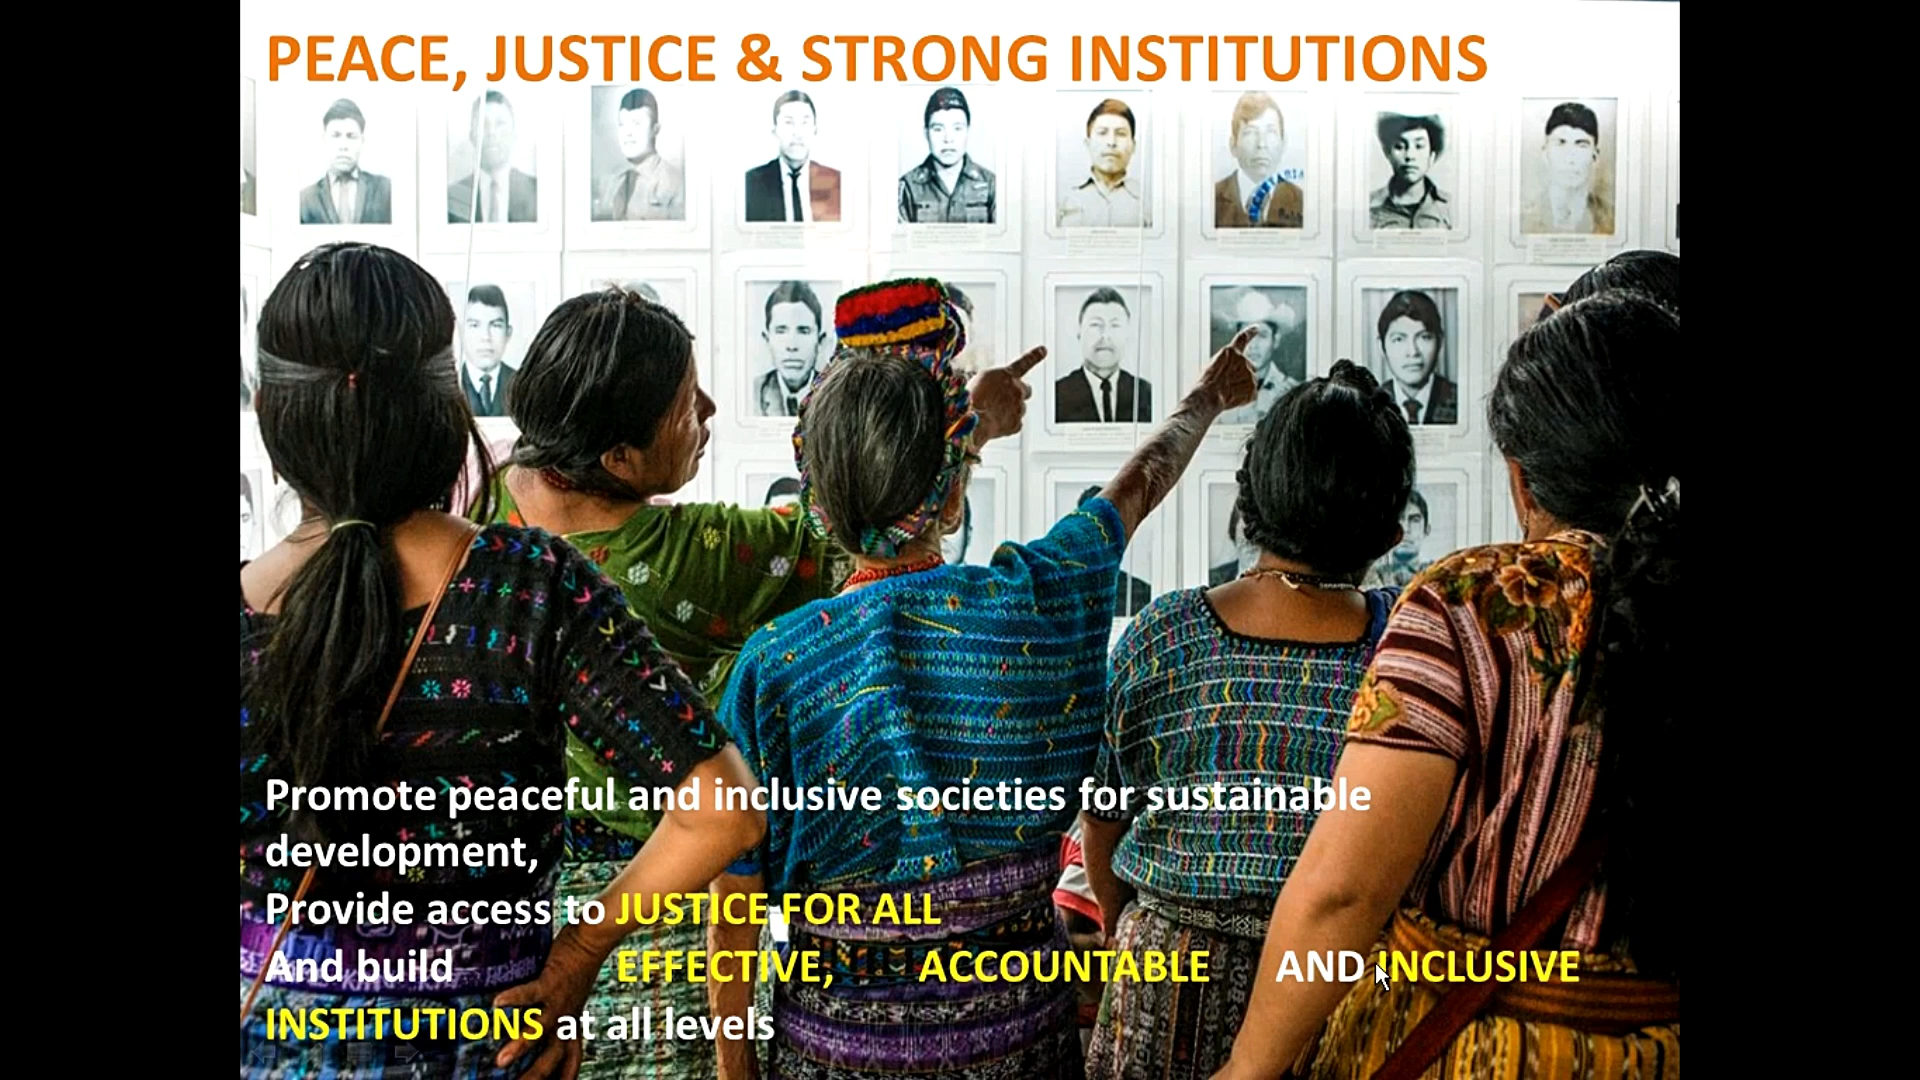 PEACE, JUSTICE & STRONG INSTITUTIONS
Promote peaceful and inclusive societies for sustainable
development,
Provide access to JUSTICE FOR ALL
And build EFFECTIVE, ACCOUNTABLE AND INCLUSIVE
INSTITUTIONS at all levels